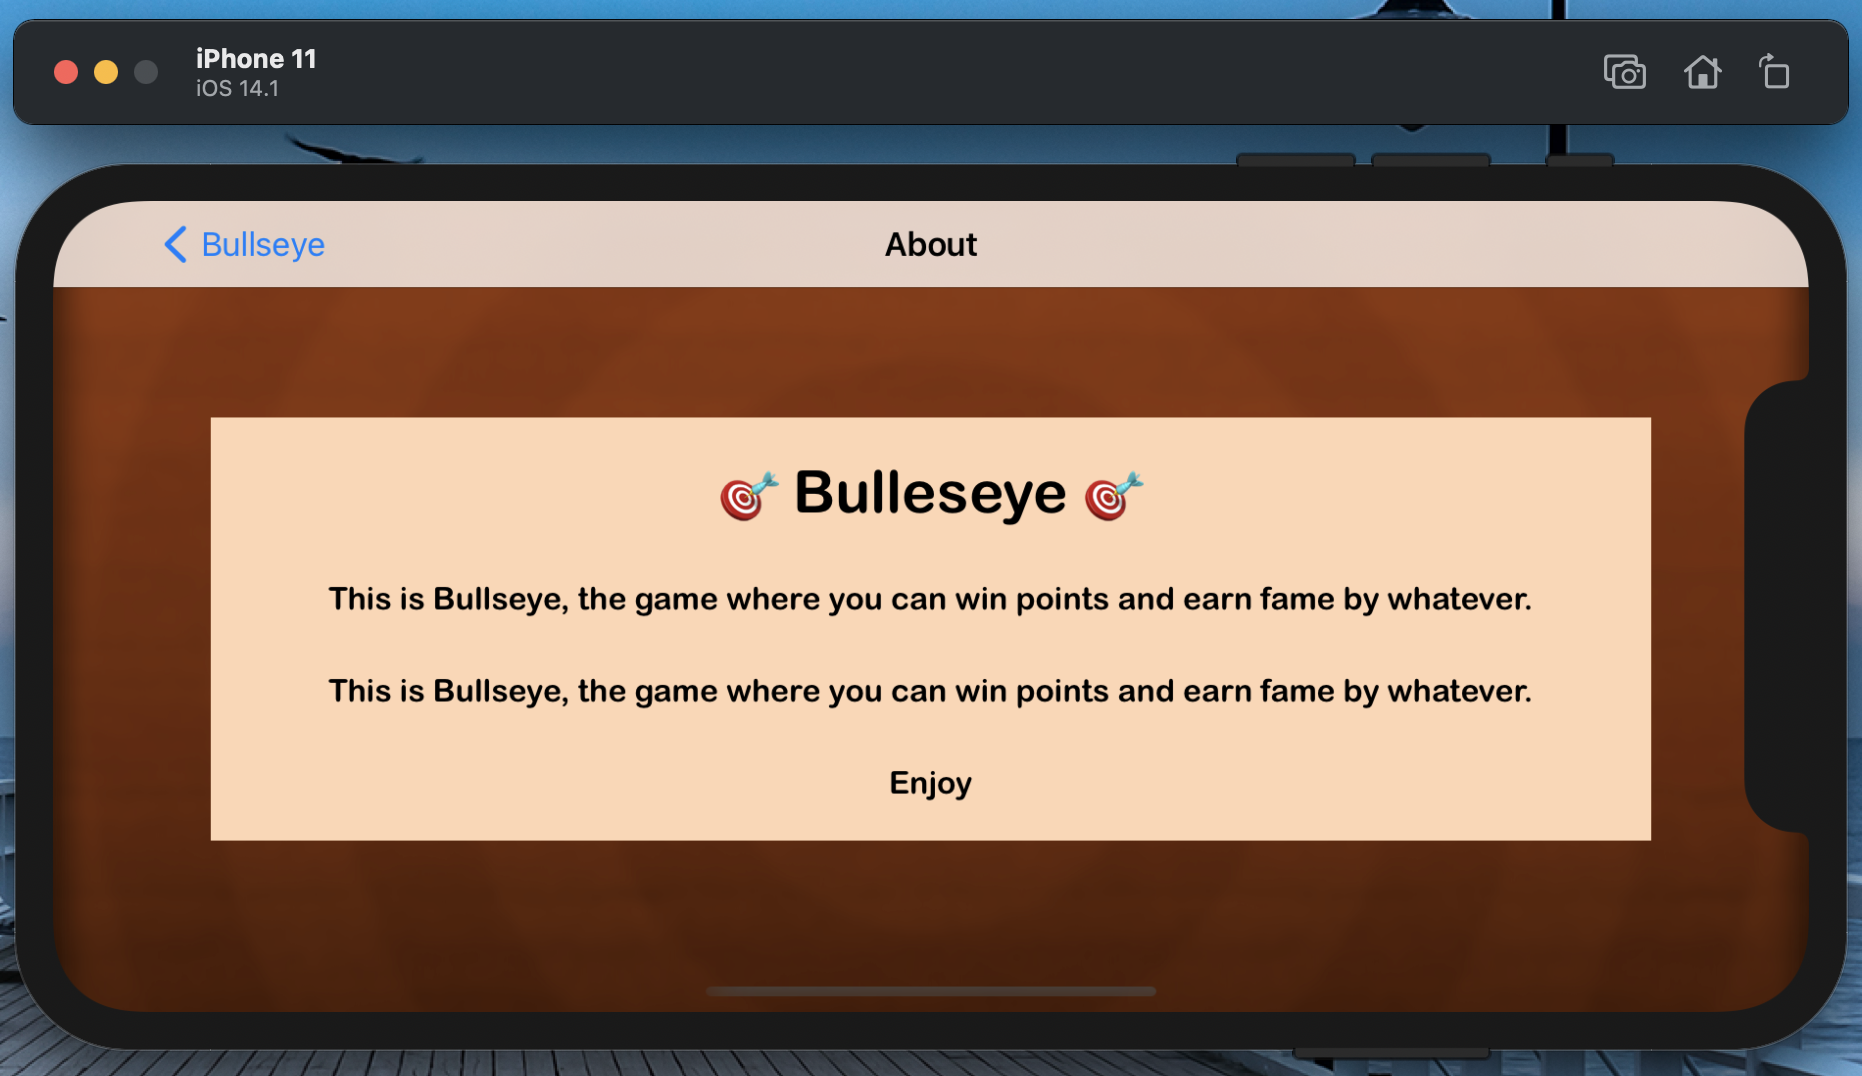 iPhone 11
iOS 14.1
Bullseye
About
🎯 Bulleseye 🎯
This is Bullseye, the game where you can win points and earn fame by whatever.
This is Bullseye, the game where you can win points and earn fame by whatever.
Enjoy